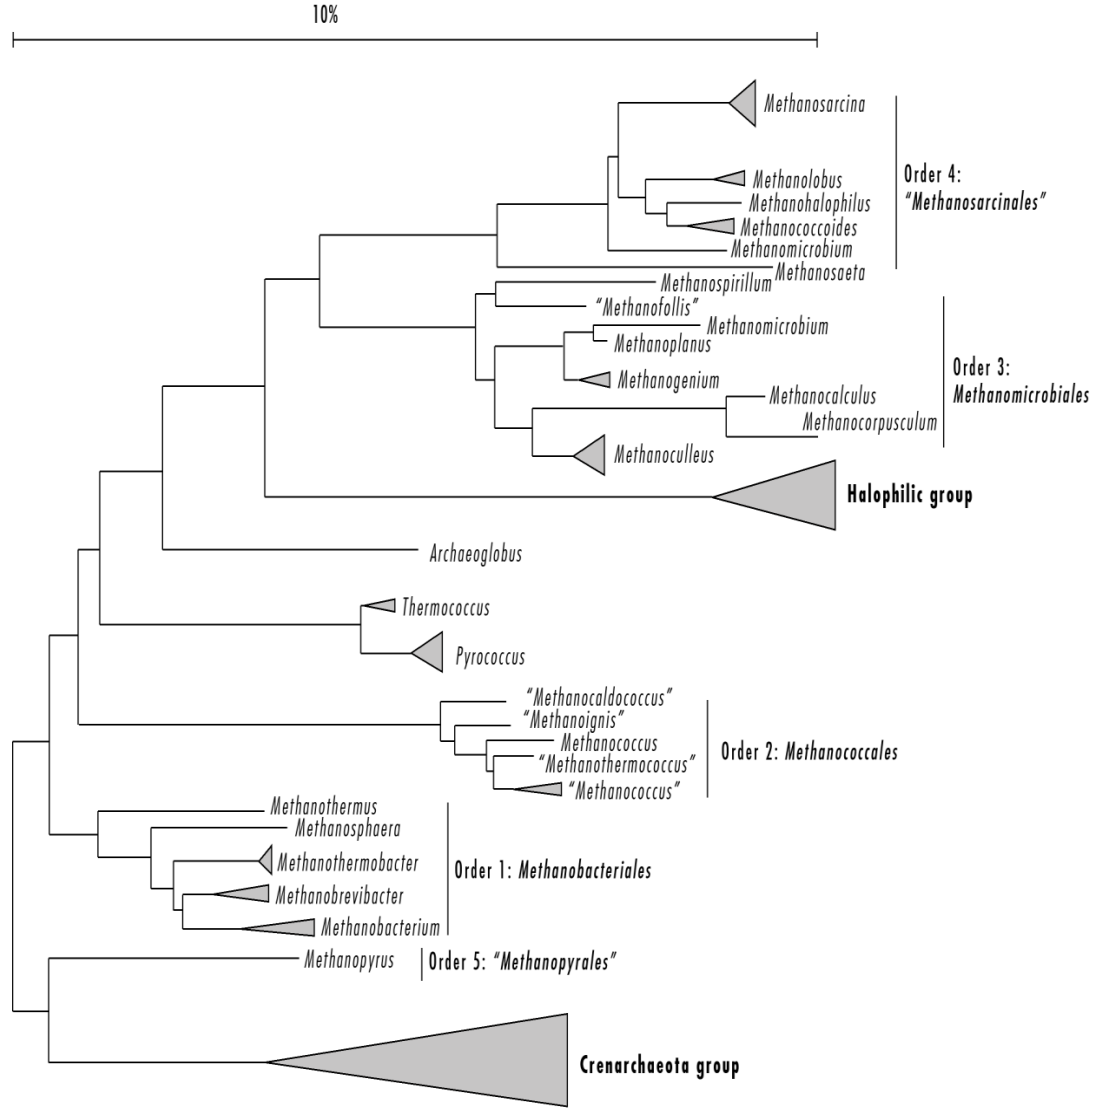 10%
Methanosarcina
Methanolobus
Methanohalophilus
Methanococcoides
Methanomicrobium
Methanosaeta
Order 4:
“Methanosarcinales”
Methanospirillum
“Methanofollis”
Methanomicrobium
Methanoplanus
Methanogenium
Methanocalculus
Methanocorpusculum
Methanoculleus
Order 3:
Methanomicrobiales
Halophilic group
Archaeoglobus
Thermococcus
Pyrococcus
“Methanocaldococcus”
“Methanoignis”
Methanococcus
“Methanothermococcus”
“Methanococcus”
Order 2: Methanococcales
Methanothermus
Methanosphaera
Methanothermobacter
Methanobrevibacter
Methanobacterium
Order 1: Methanobacteriales
Methanopyrus
Order 5: “Methanopyrales”
Crenarchaeota group